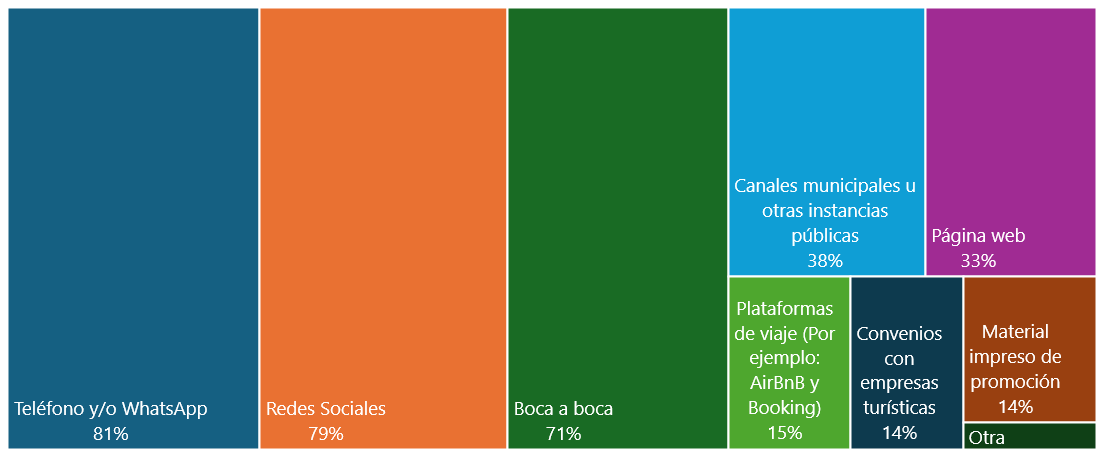 Teléfono y/o WhatsApp
81%
Redes Sociales
79%
Boca a boca
71%
Canales municipales u
otras instancias
públicas
38%
Página web
33%
Plataformas
de viaje (Por
ejemplo:
AirBnB y
Booking)
15%
Convenios
con
empresas
turísticas
14%
Material
impreso de
promoción
14%
Otra